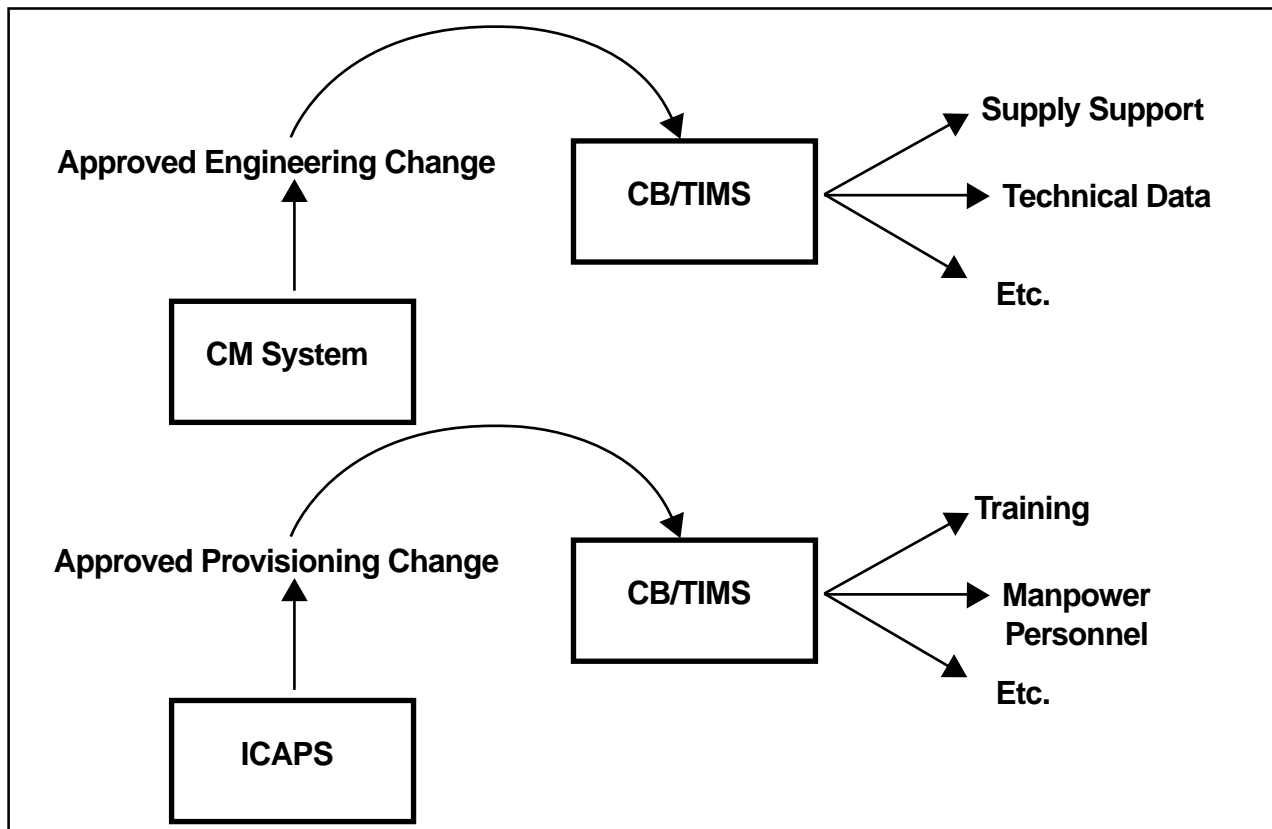 Approved Engineering Change
CM System
CB/TIMS
Supply Support
Technical Data
Etc.
Approved Provisioning Change
ICAPS
CB/TIMS
Training
Manpower
Personnel
Etc.